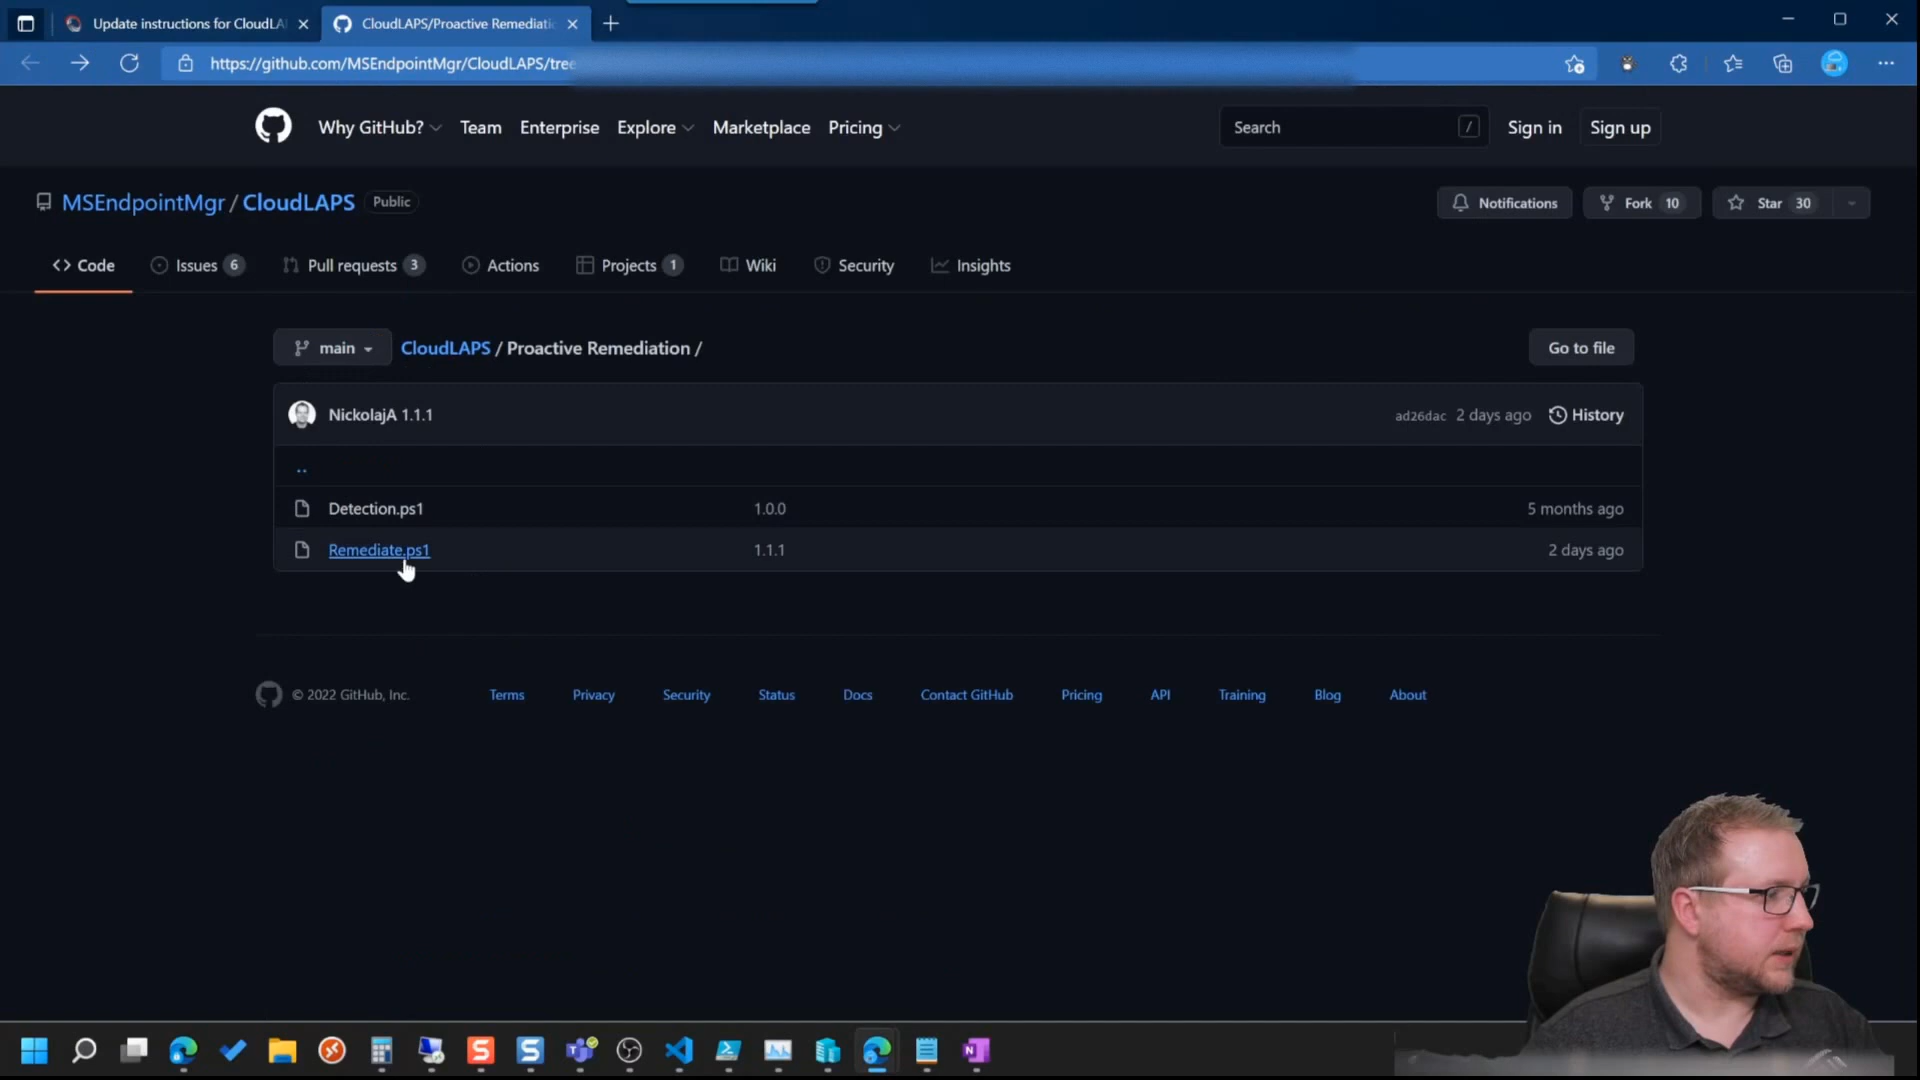 Update instructions for CloudLA
CloudLAPS/Proactive Remediatio
https://github.com/MSEndpointMgr/CloudLAPS/tree
Why GitHub? Team Enterprise Explore Marketplace Pricing Search / Sign in Sign up
MSEndpointMgr / CloudLAPS Public Notifications Fork 10 Star 30
<> Code Issues 6 Pull requests 3 Actions Projects 1 Wiki Security Insights
main CloudLAPS / Proactive Remediation / Go to file
NickolajA 1.1.1 ad26dac 2 days ago History
..
Detection.ps1 1.0.0 5 months ago
Remediate.ps1 1.1.1 2 days ago
© 2022 GitHub, Inc. Terms Privacy Security Status Docs Contact GitHub Pricing API Training Blog About